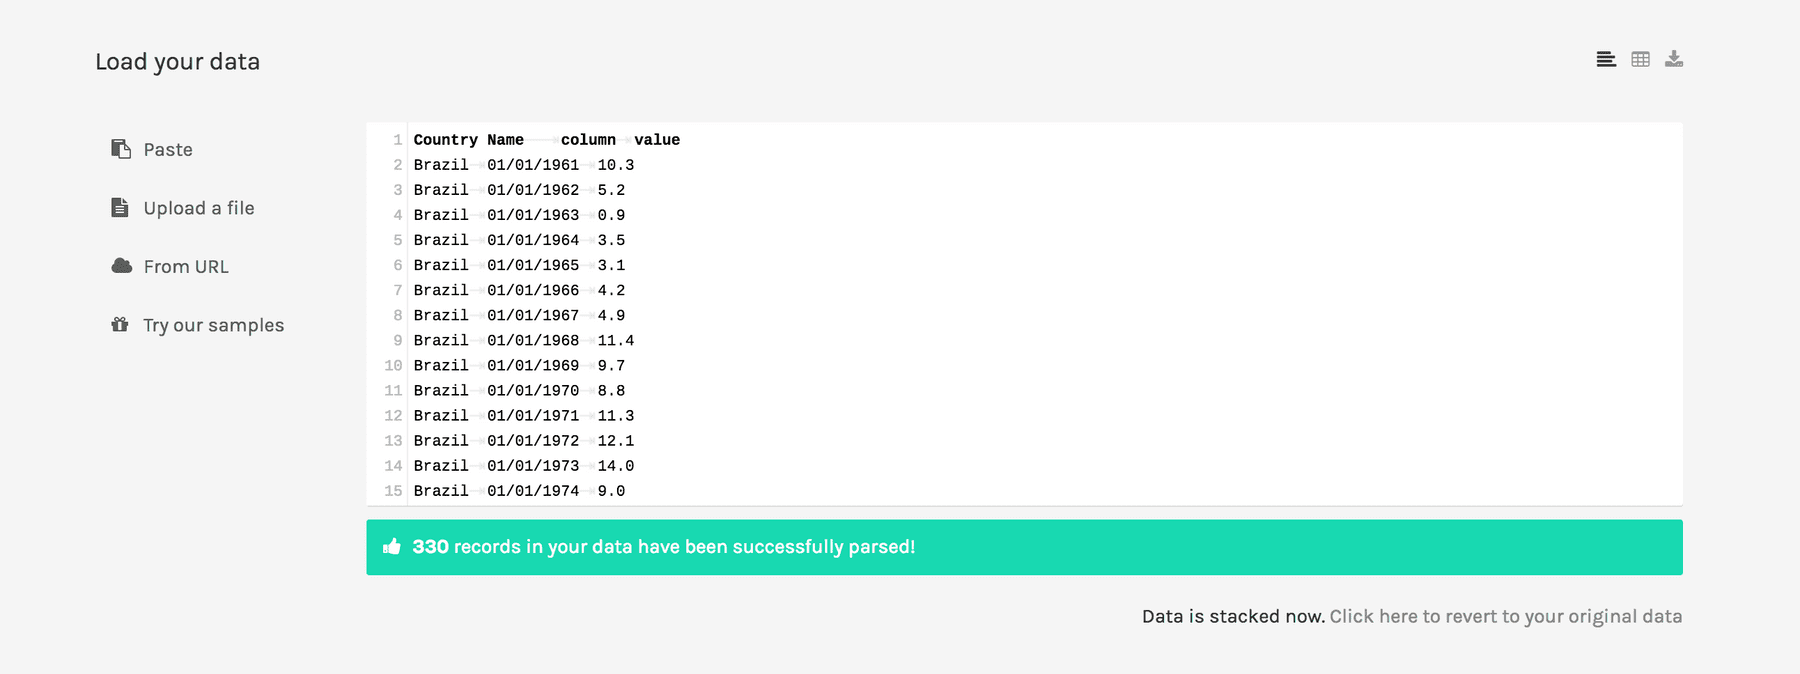 Load your data
Paste
Upload a file
From URL
Try our samples
1 Country Name column value
2 Brazil 01/01/1961 10.3
3 Brazil 01/01/1962 5.2
4 Brazil 01/01/1963 0.9
5 Brazil 01/01/1964 3.5
6 Brazil 01/01/1965 3.1
7 Brazil 01/01/1966 4.2
8 Brazil 01/01/1967 4.9
9 Brazil 01/01/1968 11.4
10 Brazil 01/01/1969 9.7
11 Brazil 01/01/1970 8.8
12 Brazil 01/01/1971 11.3
13 Brazil 01/01/1972 12.1
14 Brazil 01/01/1973 14.0
15 Brazil 01/01/1974 9.0
330 records in your data have been successfully parsed!
Data is stacked now. Click here to revert to your original data